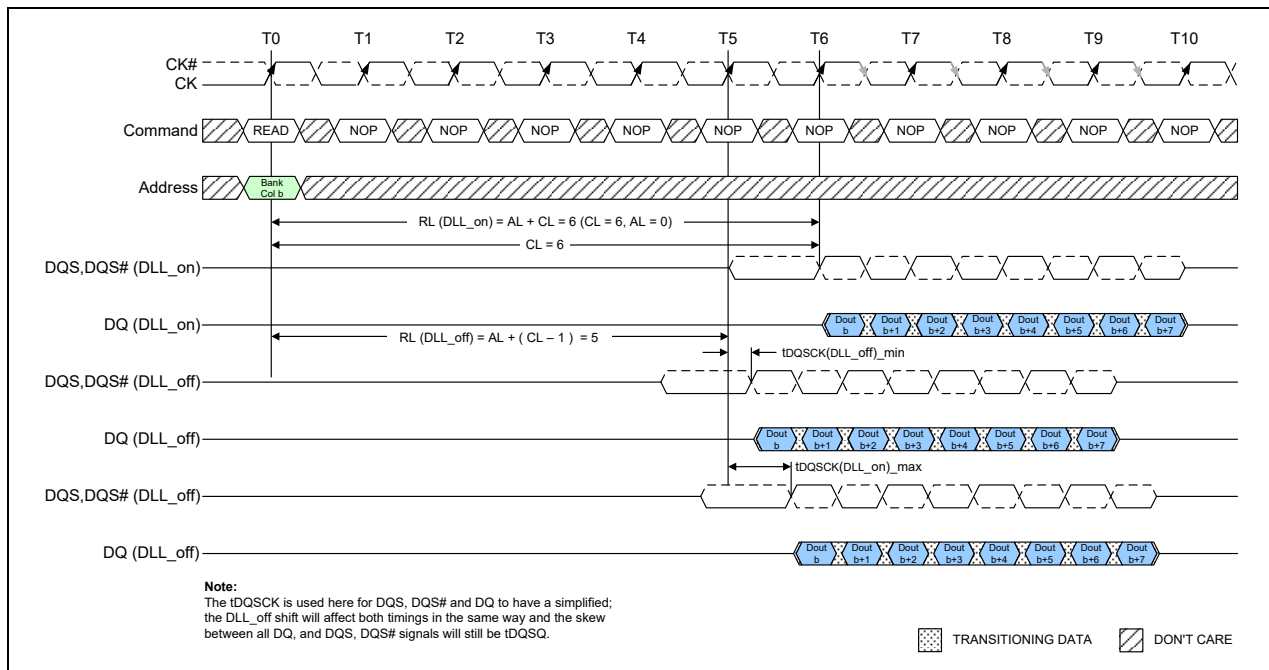 T0 T1 T2 T3 T4 T5 T6 T7 T8 T9 T10
CK#
CK
Command READ NOP NOP NOP NOP NOP NOP NOP NOP NOP NOP
Address Bank
Col b
RL (DLL_on) = AL + CL = 6 (CL = 6, AL = 0)
CL = 6
DQS,DQS# (DLL_on)
DQ (DLL_on) Dout Dout Dout Dout Dout Dout Dout Dout
b b+1 b+2 b+3 b+4 b+5 b+6 b+7
RL (DLL_off) = AL + ( CL – 1 ) = 5
tDQSCK(DLL_off)_min
DQS,DQS# (DLL_off)
DQ (DLL_off) Dout Dout Dout Dout Dout Dout Dout Dout
b b+1 b+2 b+3 b+4 b+5 b+6 b+7
tDQSCK(DLL_on)_max
DQS,DQS# (DLL_off)
DQ (DLL_off) Dout Dout Dout Dout Dout Dout Dout Dout
b b+1 b+2 b+3 b+4 b+5 b+6 b+7
Note:
The tDQSCK is used here for DQS, DQS# and DQ to have a simplified;
the DLL_off shift will affect both timings in the same way and the skew
between all DQ, and DQS, DQS# signals will still be tDQSQ.
TRANSITIONING DATA DON'T CARE